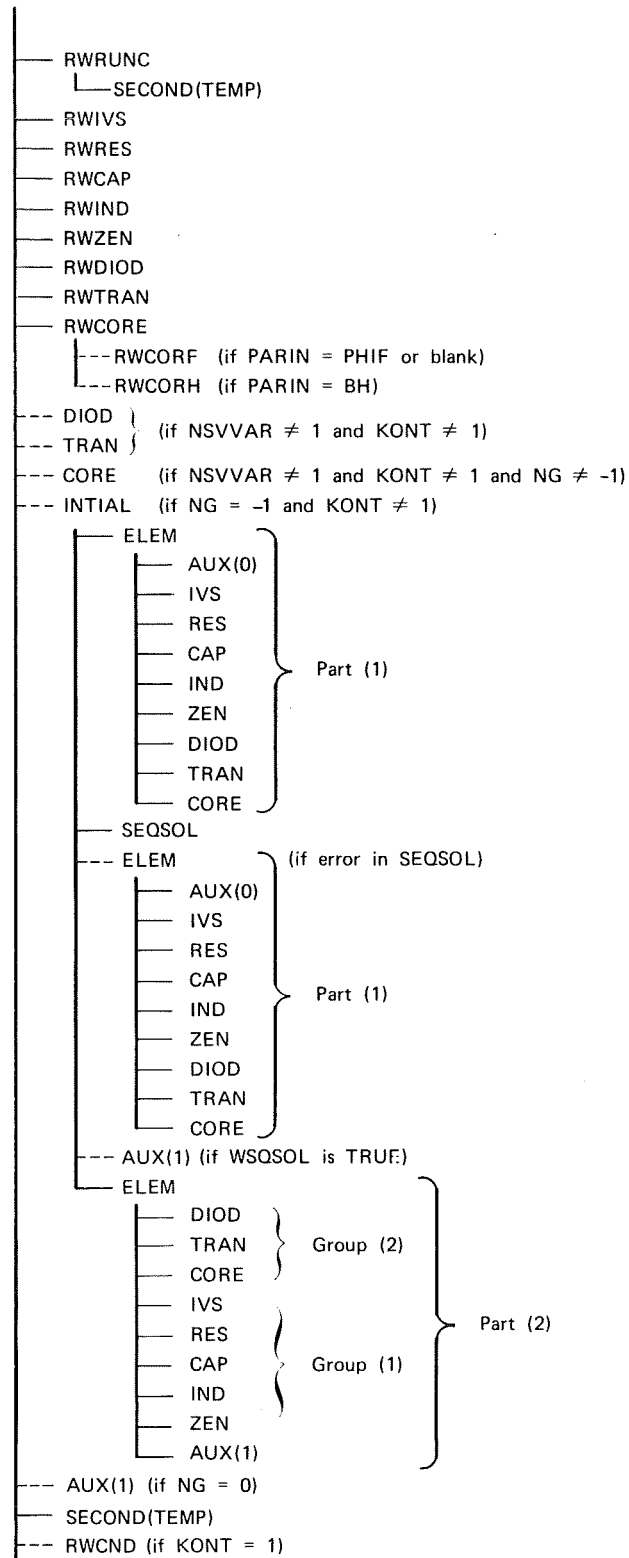 RWRUNC
SECOND(TEMP)
RWIVS
RWRES
RWCAP
RWIND
RWZEN
RWDIOD
RWTRAN
RWCORE
RWCORF (if PARIN = PHIF or blank)
RWCORH (if PARIN = BH)
DIOD
TRAN
(if NSVVAR ≠ 1 and KONT ≠ 1)
CORE (if NSVVAR ≠ 1 and KONT ≠ 1 and NG ≠ -1)
INTIAL (if NG = -1 and KONT ≠ 1)
ELEM
AUX(0)
IVS
RES
CAP
IND
ZEN
DIOD
TRAN
CORE
Part (1)
SEQSOL
ELEM (if error in SEQSOL)
AUX(0)
IVS
RES
CAP
IND
ZEN
DIOD
TRAN
CORE
Part (1)
AUX(1) (if WSQSOL is TRUE.)
ELEM
DIOD
TRAN
CORE
Group (2)
IVS
RES
CAP
IND
Group (1)
ZEN
AUX(1)
Part (2)
AUX(1) (if NG = 0)
SECOND(TEMP)
RWCND (if KONT = 1)